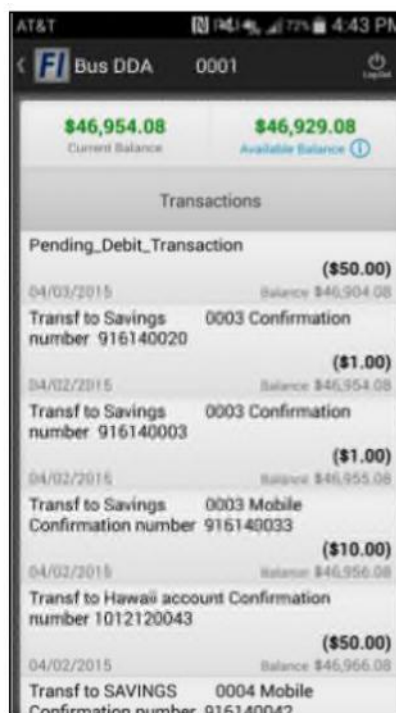 AT&T 72% 4:43 PM
FI Bus DDA 0001
$46,954.08 $46,929.08
Current Balance Available Balance
Transactions
Pending_Debit_Transaction
($50.00)
04/03/2015 Balance $46,904.08
Transf to Savings 0003 Confirmation
number 916140020
($1.00)
04/02/2015 Balance $46,954.08
Transf to Savings 0003 Confirmation
number 916140003
($1.00)
04/02/2015 Balance $46,955.08
Transf to Savings 0003 Mobile
Confirmation number 916140033
($10.00)
04/02/2015 Balance $46,956.08
Transf to Hawaii account Confirmation
number 1012120043
($50.00)
04/02/2015 Balance $46,966.08
Transf to SAVINGS 0004 Mobile
Confirmation number 916140042